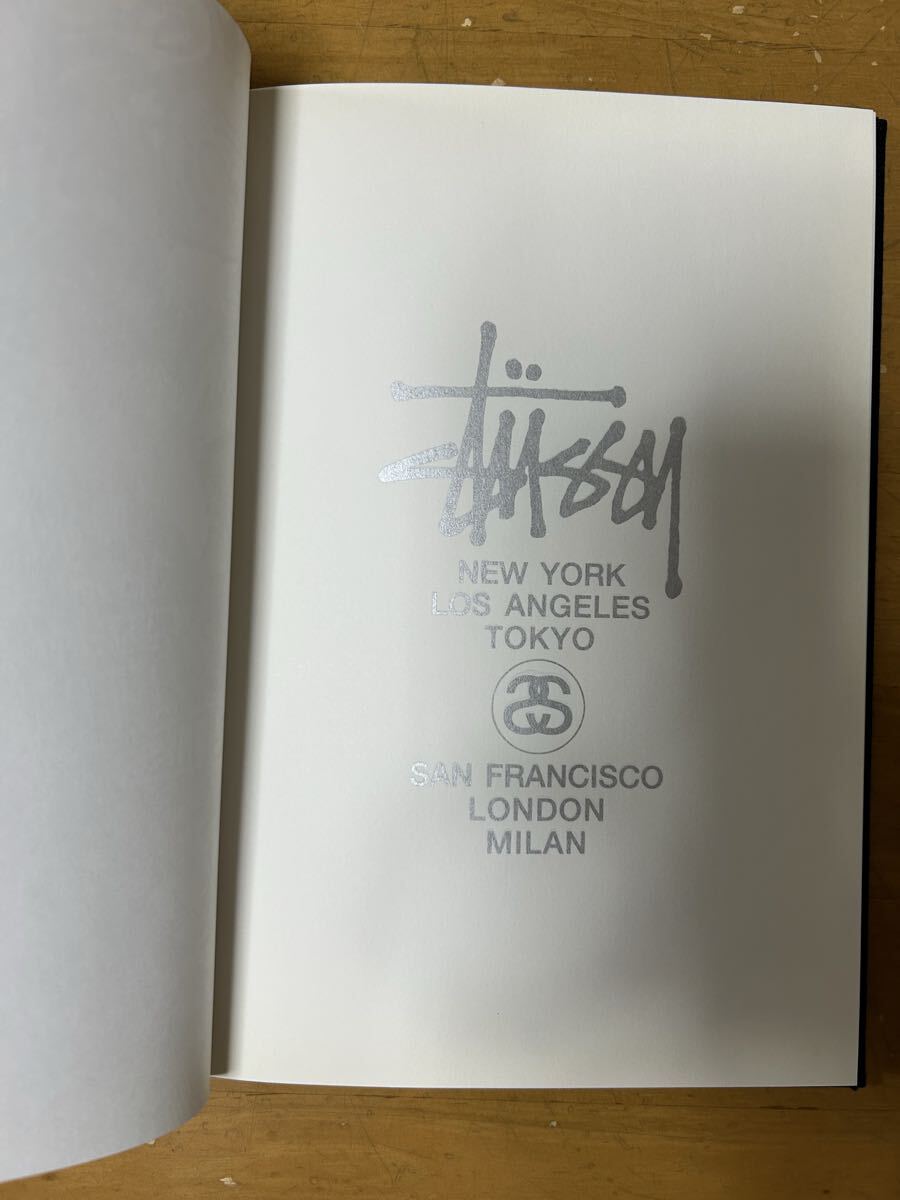 Stüssy
NEW YORK
LOS ANGELES
TOKYO
SS
SAN FRANCISCO
LONDON
MILAN